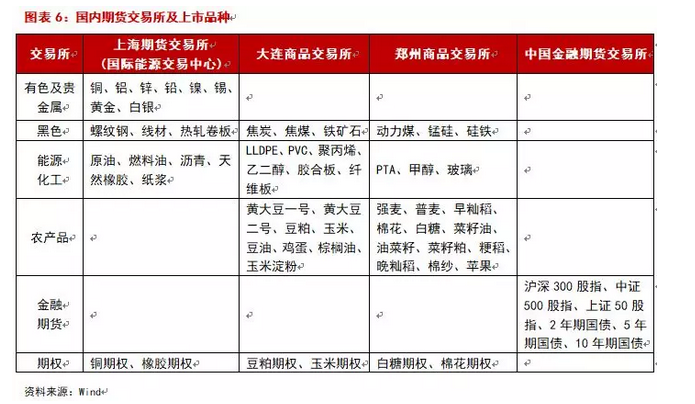 图表 6：国内期货交易所及上市品种
交易所
上海期货交易所
(国际能源交易中心)
大连商品交易所
郑州商品交易所
中国金融期货交易所
有色及贵
金属
铜、铝、锌、铅、镍、锡、
黄金、白银
黑色
螺纹钢、线材、热轧卷板
焦炭、焦煤、铁矿石
动力煤、锰硅、硅铁
能源
化工
原油、燃料油、沥青、天
然橡胶、纸浆
LLDPE、PVC、聚丙烯、
乙二醇、胶合板、纤
维板
PTA、甲醇、玻璃
农产品
黄大豆一号、黄大豆
二号、豆粕、玉米、
豆油、鸡蛋、棕榈油、
玉米淀粉
强麦、普麦、早籼稻、
棉花、白糖、菜籽油、
油菜籽、菜籽粕、粳稻、
晚籼稻、棉纱、苹果
金融
期货
沪深 300 股指、中证
500 股指、上证 50 股
指、2 年期国债、5 年
期国债、10 年期国债
期权
铜期权、橡胶期权
豆粕期权、玉米期权
白糖期权、棉花期权
资料来源：Wind